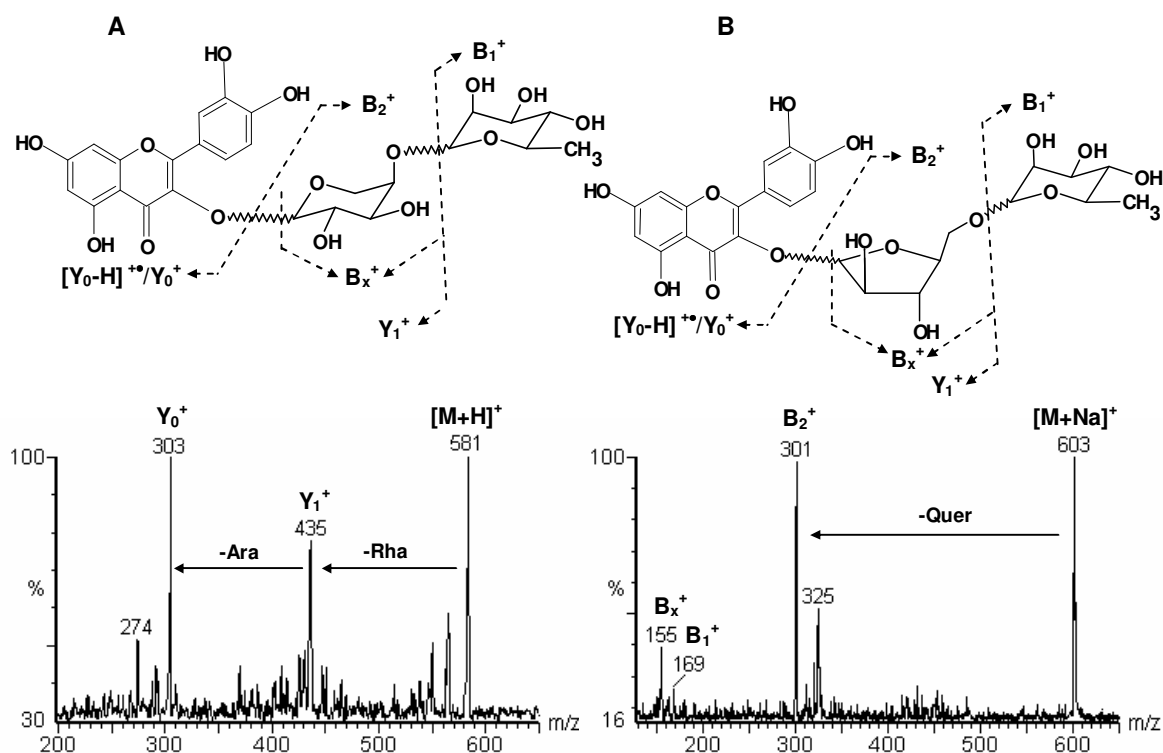 A
B
HO
OH
HO
O
OH
O
O
O
OH
OH
O
O
OH
OH
OH
CH3
B2+
B1+
[Y0-H]+•/Y0+
Bx+
Y1+
HO
OH
HO
O
OH
O
O
HO
O
OH
O
O
OH
OH
OH
CH3
B2+
B1+
[Y0-H]+•/Y0+
Bx+
Y1+
Y0+
[M+H]+
303
581
100
Y1+
435
-Ara
-Rha
%
274
30
200
300
400
500
600
m/z
B2+
[M+Na]+
301
603
100
-Quer
%
325
Bx+
155
B1+
169
16
200
300
400
500
600
m/z